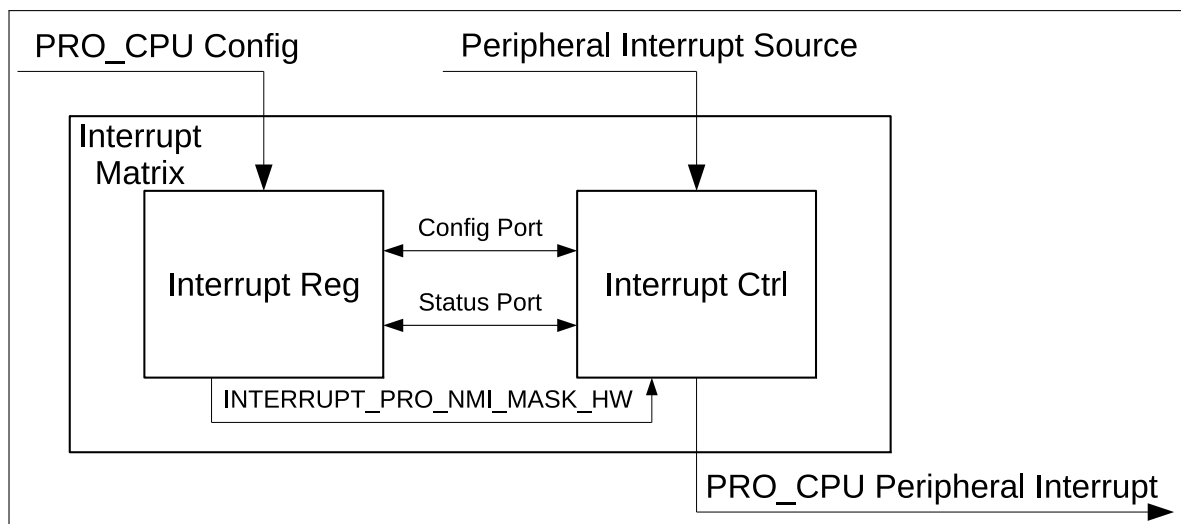 PRO_CPU Config
Peripheral Interrupt Source
Interrupt
Matrix
Interrupt Reg
Config Port
Status Port
Interrupt Ctrl
INTERRUPT_PRO_NMI_MASK_HW
PRO_CPU Peripheral Interrupt